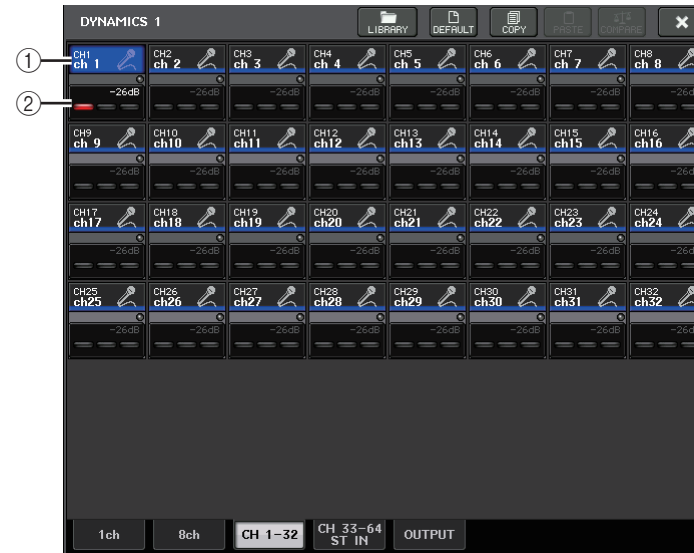 DYNAMICS 1
LIBRARY DEFAULT COPY PASTE COMPARE
① CH1 CH2 CH3 CH4 CH5 CH6 CH7 CH8
ch 1 ch 2 ch 3 ch 4 ch 5 ch 6 ch 7 ch 8
② -26dB -26dB -26dB -26dB -26dB -26dB -26dB -26dB
CH9 CH10 CH11 CH12 CH13 CH14 CH15 CH16
ch 9 ch10 ch11 ch12 ch13 ch14 ch15 ch16
-26dB -26dB -26dB -26dB -26dB -26dB -26dB -26dB
CH17 CH18 CH19 CH20 CH21 CH22 CH23 CH24
ch17 ch18 ch19 ch20 ch21 ch22 ch23 ch24
-26dB -26dB -26dB -26dB -26dB -26dB -26dB -26dB
CH25 CH26 CH27 CH28 CH29 CH30 CH31 CH32
ch25 ch26 ch27 ch28 ch29 ch30 ch31 ch32
-26dB -26dB -26dB -26dB -26dB -26dB -26dB -26dB
1ch 8ch CH 1-32 CH 33-64 OUTPUT
ST IN